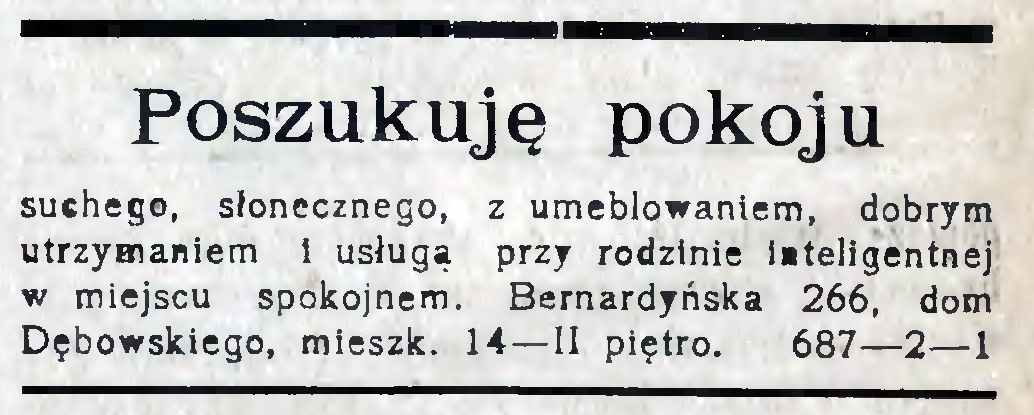 Poszukuję pokoju
suchego, słonecznego, z umeblowaniem, dobrym
utrzymaniem i usługą przy rodzinie inteligentnej
w miejscu spokojnem. Bernardyńska 266, dom
Dębowskiego, mieszk. 14—II piętro. 687—2—1